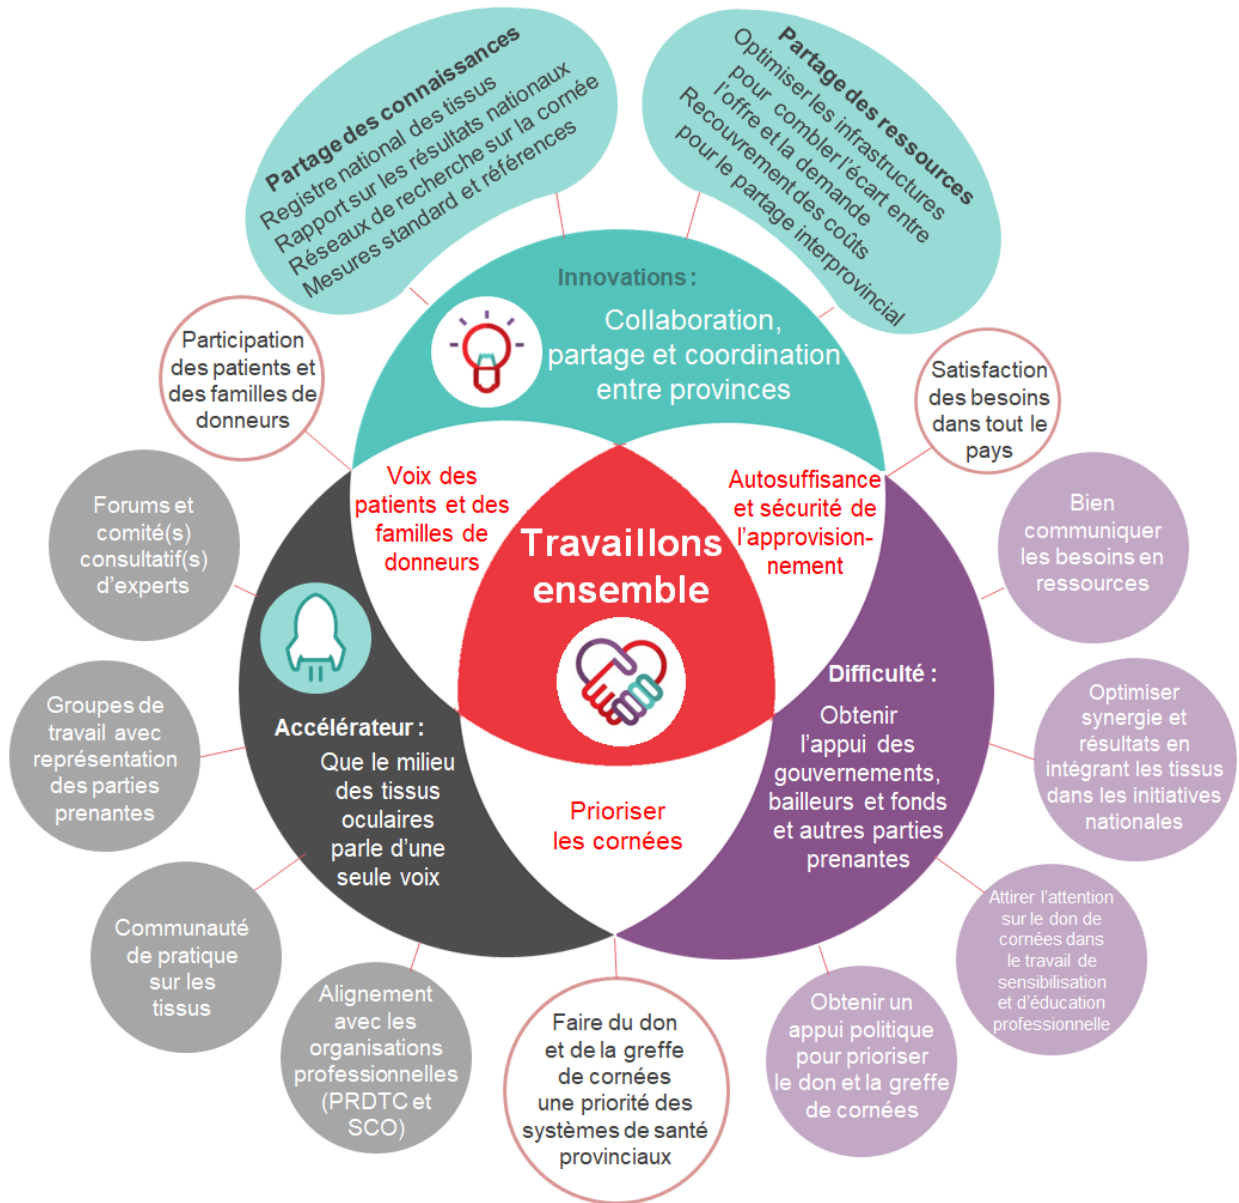 Partage des connaissances
Registre national des tissus
Rapport sur les résultats nationaux
Réseaux de recherche sur la cornée
Mesures standard et références
Partage des ressources
Optimiser les infrastructures
pour combler l'écart entre
l'offre et la demande
Recouvrement des coûts
pour le partage interprovincial
Innovations :
Collaboration,
partage et coordination
entre provinces
Participation
des patients et
des familles de
donneurs
Satisfaction
des besoins
dans tout le
pays
Voix des
patients et des
familles de
donneurs
Autosuffisance
et sécurité de
l'approvision-
nement
Travaillons
ensemble
Forums et
comité(s)
consultatif(s)
d'experts
Bien
communiquer
les besoins en
ressources
Groupes de
travail avec
représentation
des parties
prenantes
Accélérateur :
Que le milieu
des tissus
oculaires
parle d'une
seule voix
Difficulté :
Obtenir
l'appui des
gouvernements,
bailleurs et fonds
et autres parties
prenantes
Optimiser
synergie et
résultats en
intégrant les tissus
dans les initiatives
nationales
Prioriser
les cornées
Communauté
de pratique
sur les
tissus
Attirer l'attention
sur le don de
cornées dans
le travail de
sensibilisation
et d'éducation
professionnelle
Alignement
avec les
organisations
professionnelles
(PRDTC et
SCO)
Faire du don
et de la greffe
de cornées
une priorité des
systèmes de santé
provinciaux
Obtenir un
appui politique
pour prioriser
le don et la greffe
de cornées